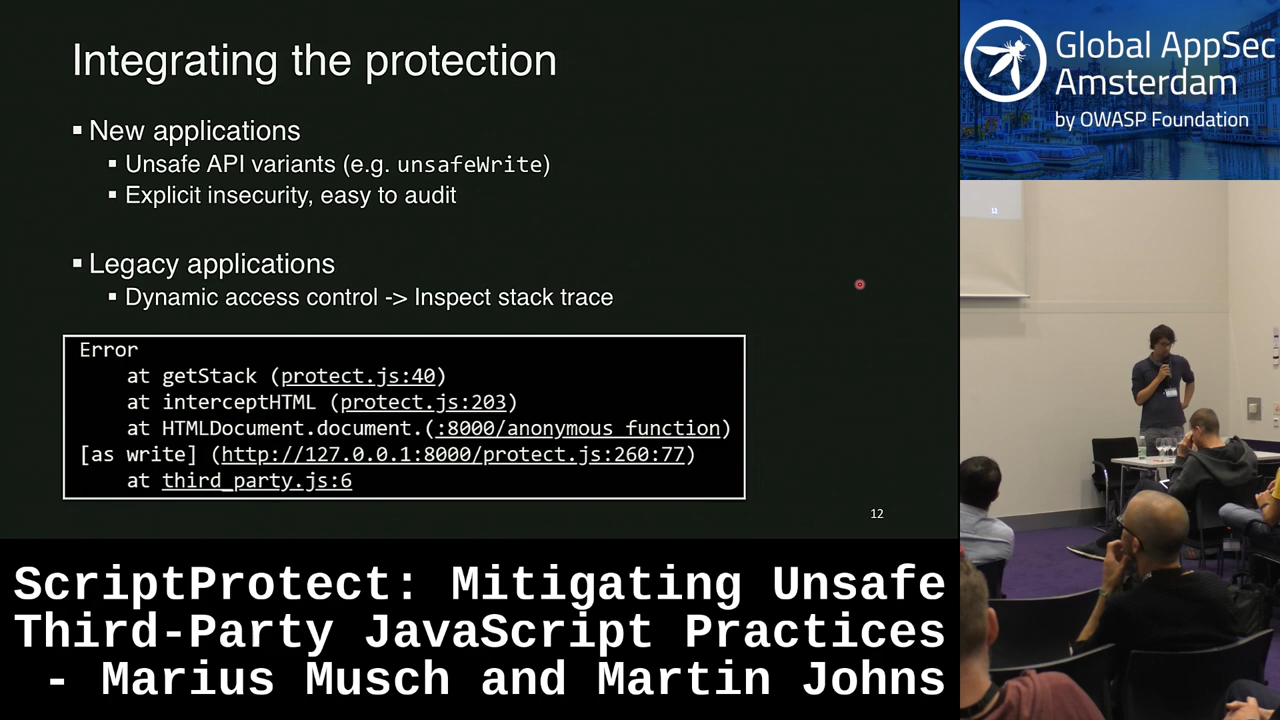 Integrating the protection
▪ New applications
▪ Unsafe API variants (e.g. unsafeWrite)
▪ Explicit insecurity, easy to audit
▪ Legacy applications
▪ Dynamic access control -> Inspect stack trace
Error
at getStack (protect.js:40)
at interceptHTML (protect.js:203)
at HTMLDocument.document.(:8000/anonymous function)
[as write] (http://127.0.0.1:8000/protect.js:260:77)
at third_party.js:6
12
Global AppSec
Amsterdam
by OWASP Foundation
12
ScriptProtect: Mitigating Unsafe
Third-Party JavaScript Practices
- Marius Musch and Martin Johns